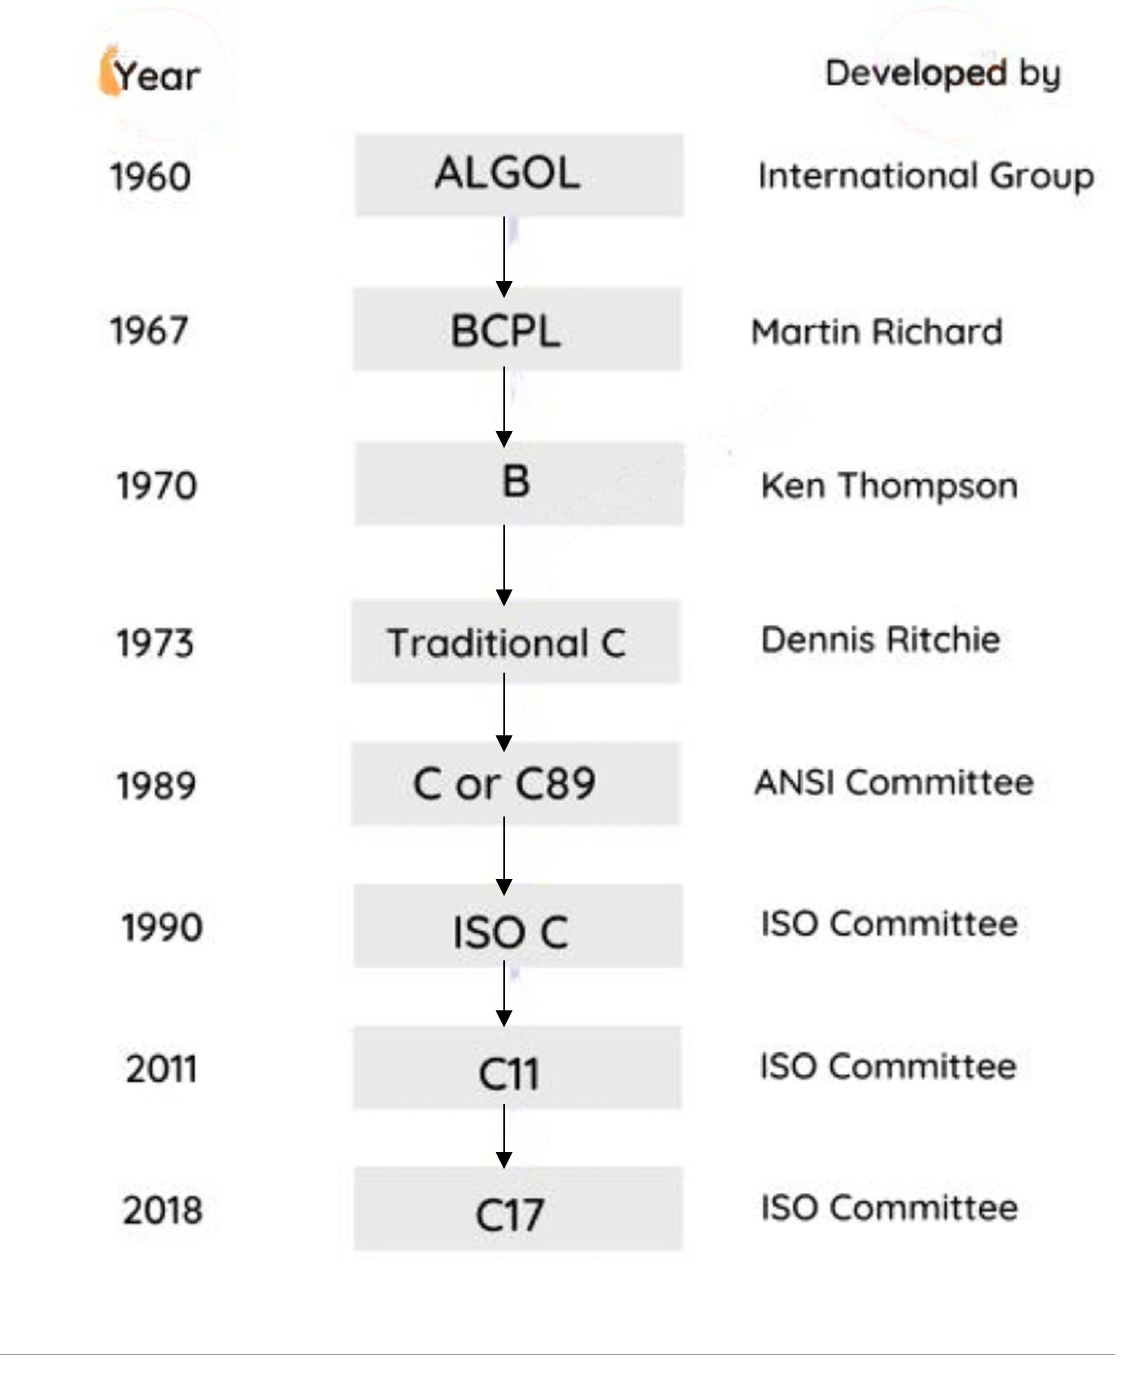 Year Developed by
1960 ALGOL International Group
1967 BCPL Martin Richard
1970 B Ken Thompson
1973 Traditional C Dennis Ritchie
1989 C or C89 ANSI Committee
1990 ISO C ISO Committee
2011 C11 ISO Committee
2018 C17 ISO Committee